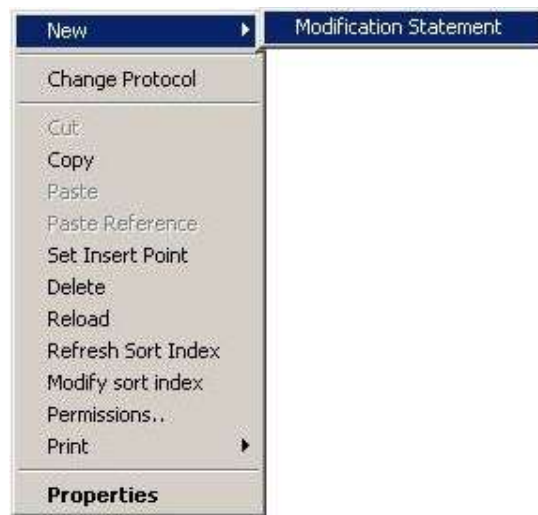 New
Modification Statement
Change Protocol
Cut
Copy
Paste
Paste Reference
Set Insert Point
Delete
Reload
Refresh Sort Index
Modify sort index
Permissions..
Print
Properties